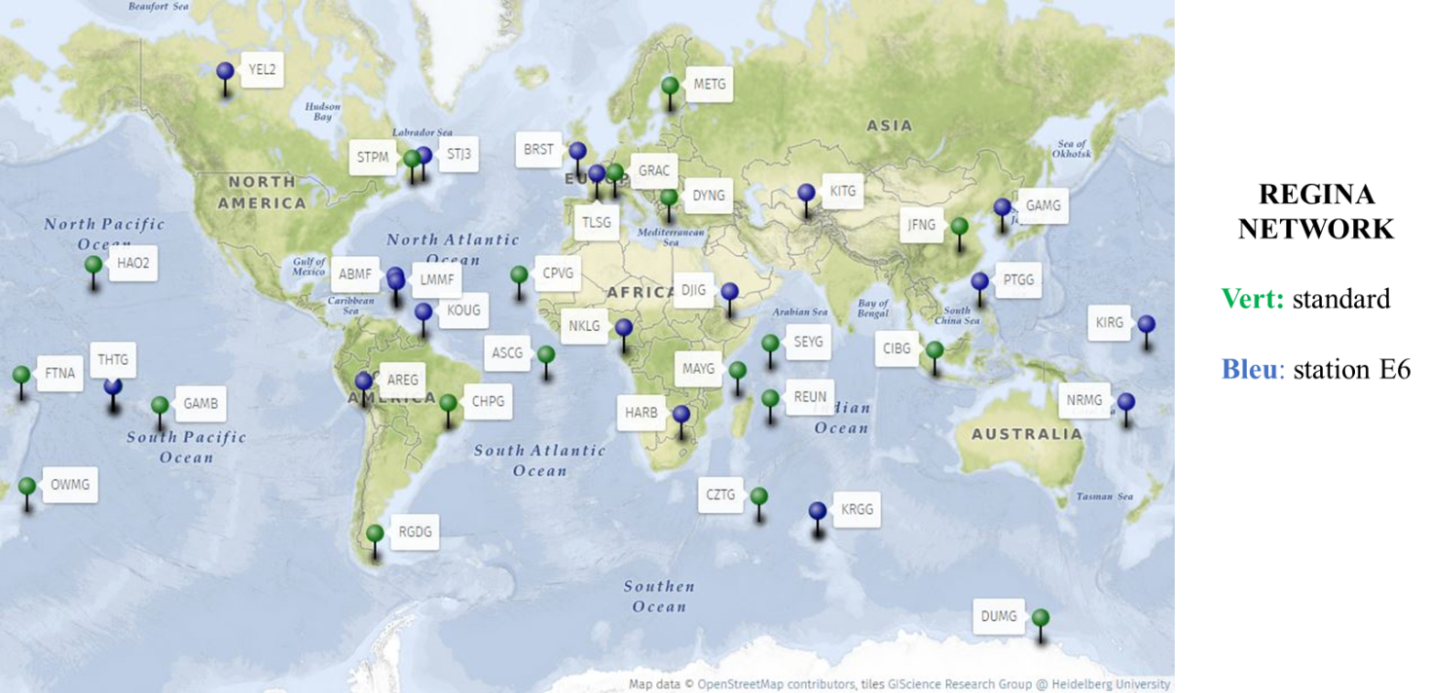 Beaufort Sea
YEL2
METG
Hudson
Bay
ASIA
Labrador Sea
Sea of
Okhotsk
STPM
STJ3
BRST
GRAC
NORTH
AMERICA
DYNG
KITG
GAMG
TLSG
JFNG
North Pacific
Ocean
North Atlantic
Ocean
Mediterranean
Sea
HAO2
Gulf of
Mexico
ABMF
LMMF
CPVG
AFRICA
DJIG
PTGG
Caribbean
Sea
KOUG
Arabian Sea
Bay of
Bengal
South
China Sea
NKLG
KIRG
ASCG
SEYG
CIBG
THTG
FTNA
AREG
MAYG
AMERICA
CHPG
GAMB
REUN
HARB
Indian
Ocean
NRMG
AUSTRALIA
South Pacific
Ocean
South Atlantic
Ocean
OWMG
CZTG
KRGG
Tasman Sea
RGDG
Southen
Ocean
DUMG
Map data © OpenStreetMap contributors, tiles GIScience Research Group @ Heidelberg University
REGINA
NETWORK
Vert: standard
Bleu: station E6